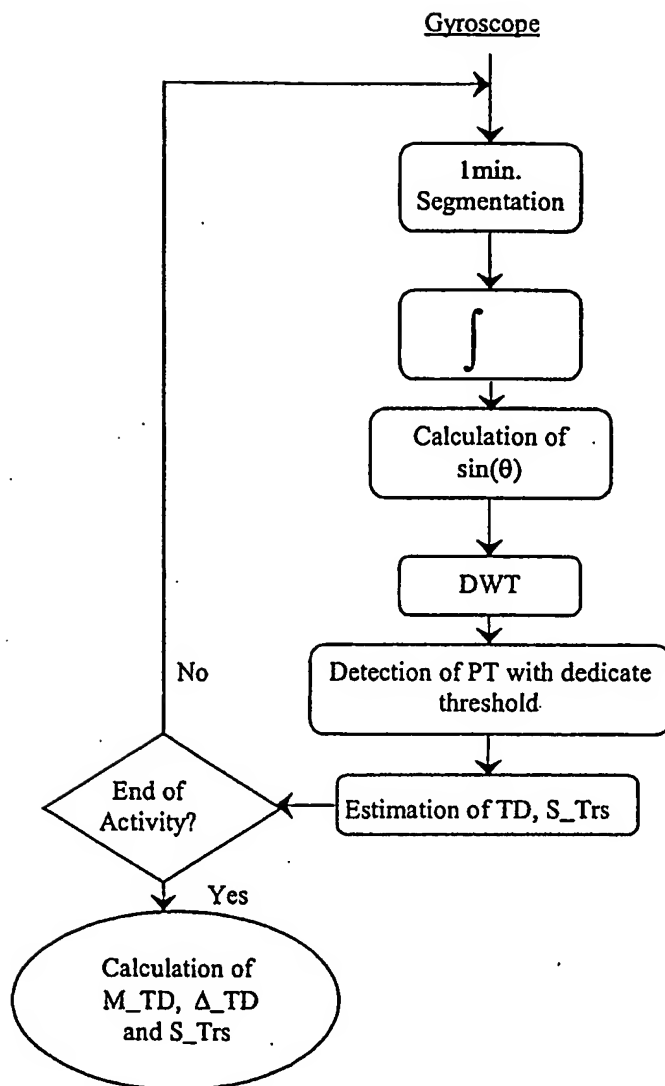 Gyroscope
1min.
Segmentation
∫
Calculation of
sin(θ)
DWT
Detection of PT with dedicate
threshold
Estimation of TD, S_Trs
End of
Activity?
No
Yes
Calculation of
M_TD, Δ_TD
and S_Trs